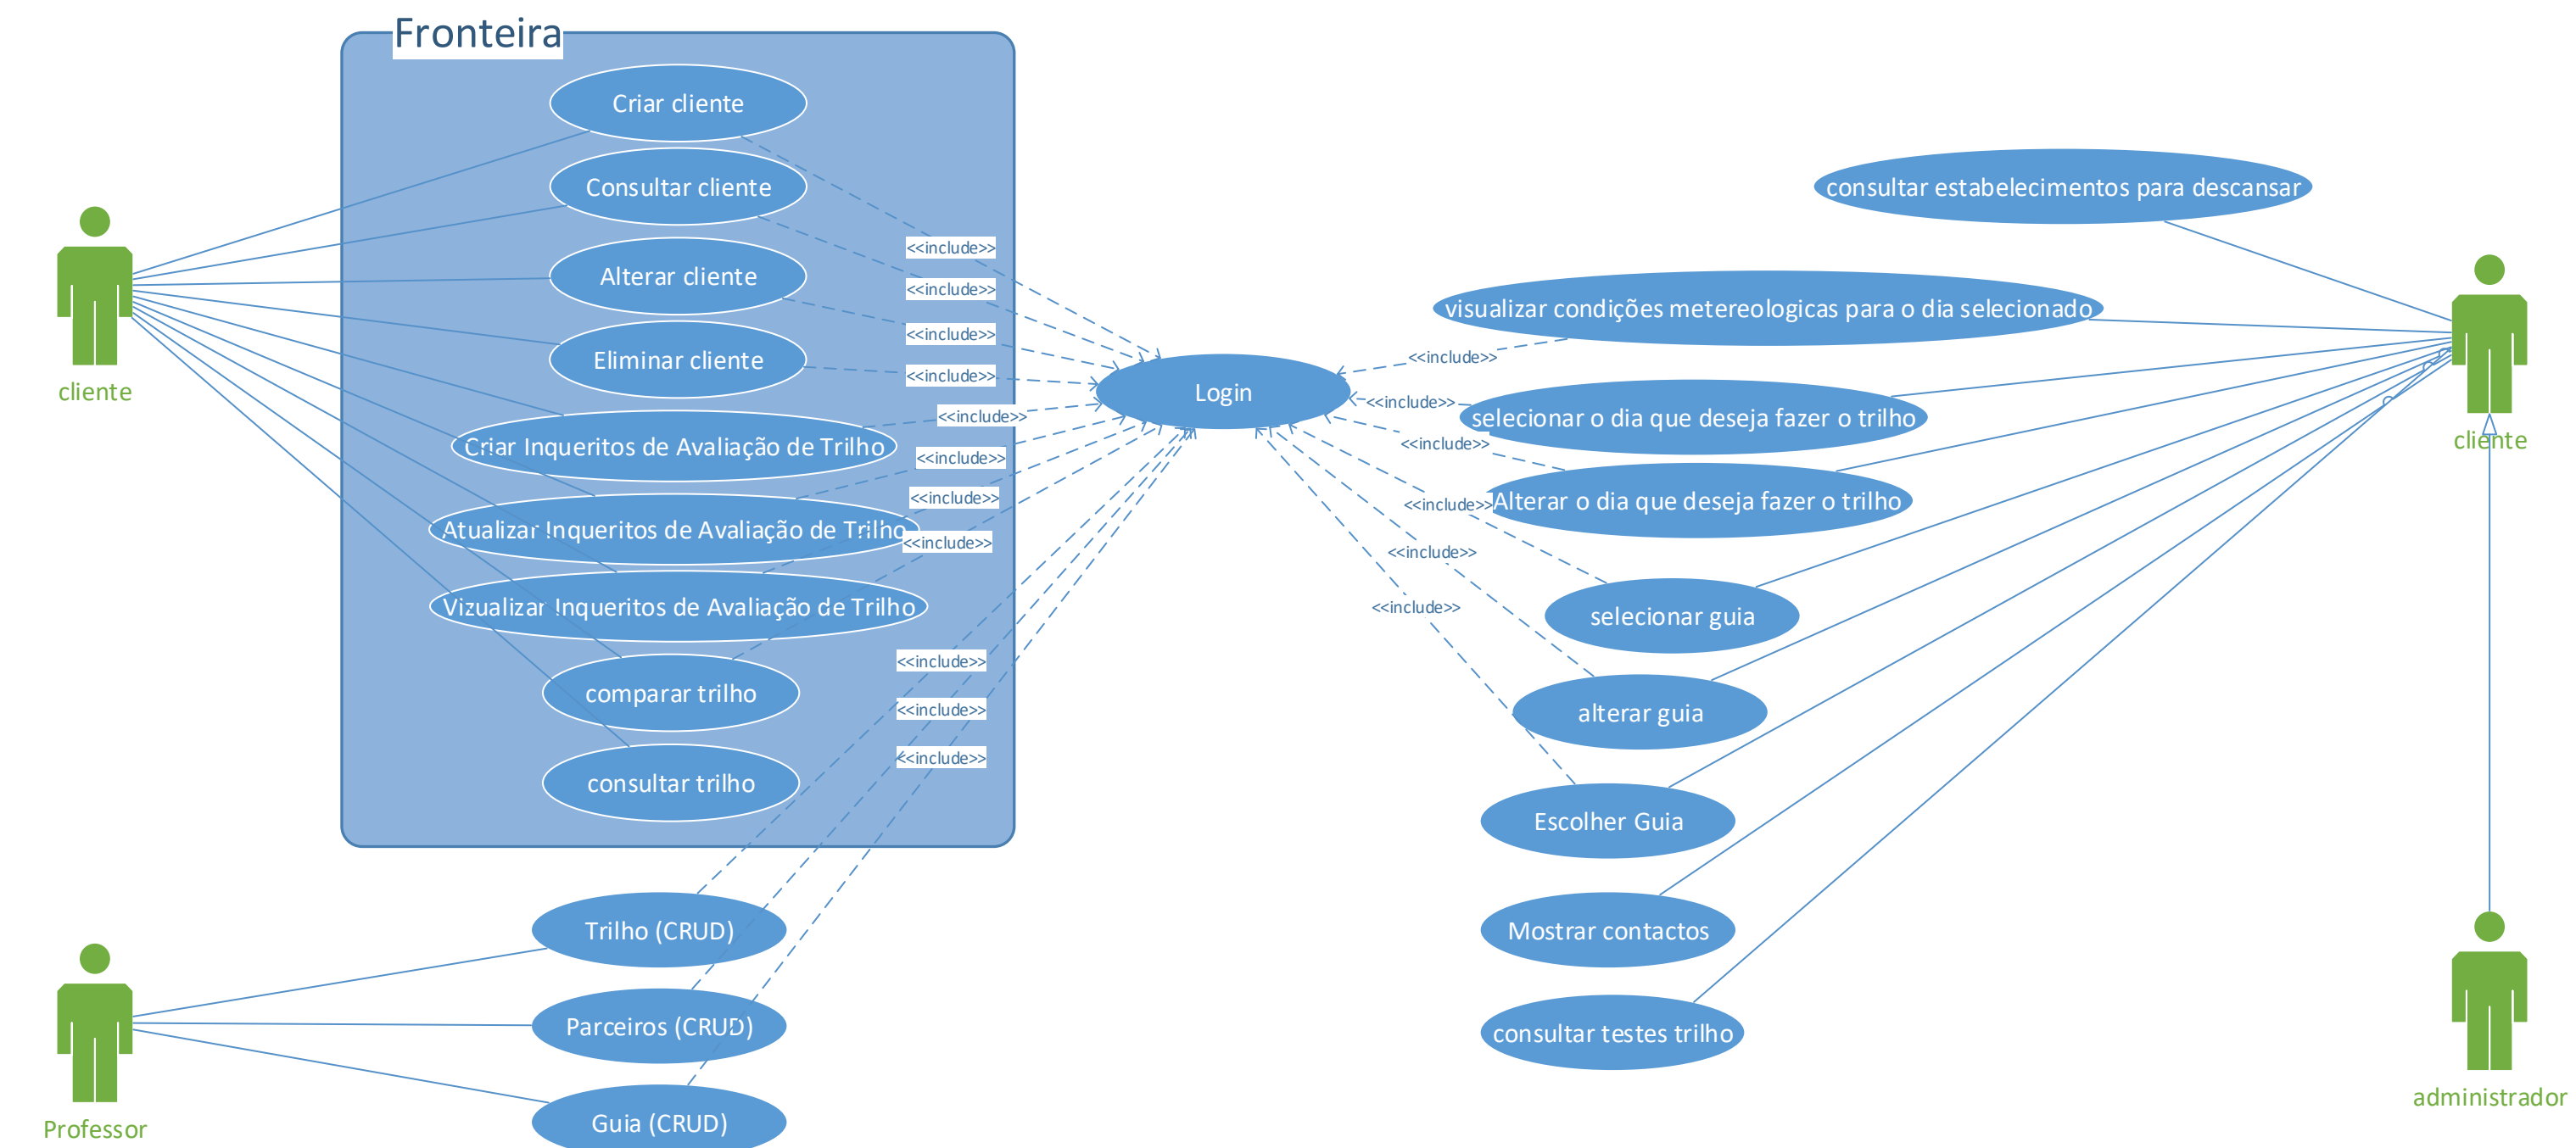 Fronteira
Criar cliente
Consultar cliente
Alterar cliente
Eliminar cliente
Criar Inqueritos de Avaliação de Trilho
Atualizar Inqueritos de Avaliação de Trilho
Vizualizar Inqueritos de Avaliação de Trilho
comparar trilho
consultar trilho
cliente
<<include>>
<<include>>
<<include>>
<<include>>
<<include>>
<<include>>
<<include>>
<<include>>
<<include>>
<<include>>
<<include>>
Trilho (CRUD)
Parceiros (CRUD)
Guia (CRUD)
Professor
Login
<<include>>
<<include>>
<<include>>
<<include>>
<<include>>
<<include>>
consultar estabelecimentos para descansar
visualizar condições metereologicas para o dia selecionado
selecionar o dia que deseja fazer o trilho
Alterar o dia que deseja fazer o trilho
selecionar guia
alterar guia
Escolher Guia
Mostrar contactos
consultar testes trilho
cliente
administrador